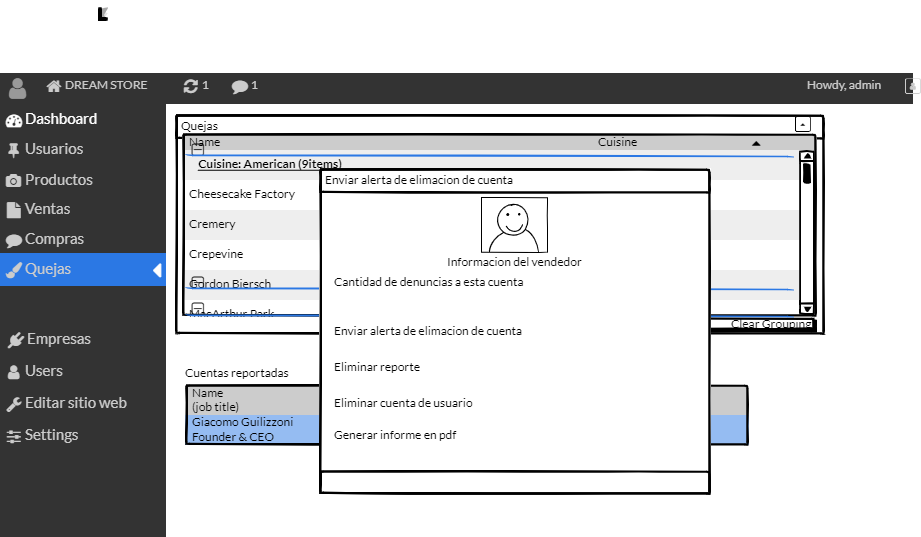 DREAM STORE
1
1
Howdy, admin
Dashboard
Usuarios
Productos
Ventas
Compras
Quejas
Empresas
Users
Editar sitio web
Settings
Quejas
Name
Cuisine
Cuisine: American (9items)
Cheesecake Factory
Cremery
Crepevine
Gordon Biersch
MacArthur Park
Clear Grouping
Cuentas reportadas
Name
(job title)
Giacomo Guilizzoni
Founder & CEO
Enviar alerta de elimacion de cuenta
Informacion del vendedor
Cantidad de denuncias a esta cuenta
Enviar alerta de elimacion de cuenta
Eliminar reporte
Eliminar cuenta de usuario
Generar informe en pdf